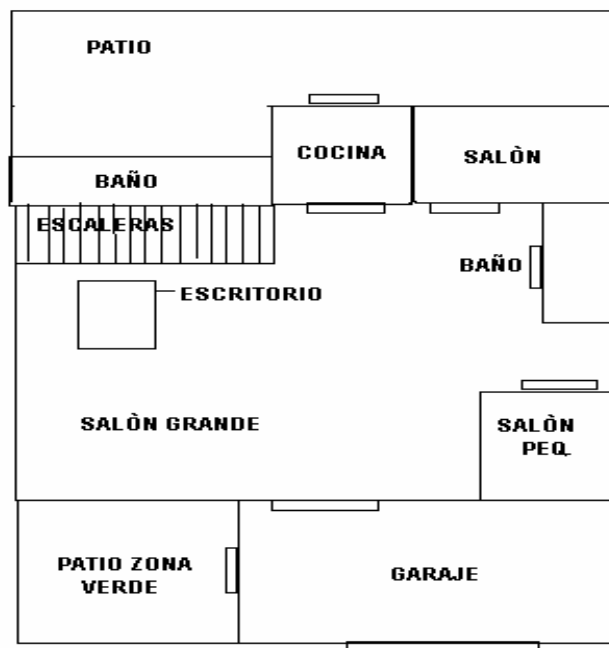 PATIO
COCINA
SALÒN
BAÑO
ESCALERAS
BAÑO
ESCRITORIO
SALÒN GRANDE
SALÒN
PEQ.
PATIO ZONA
VERDE
GARAJE